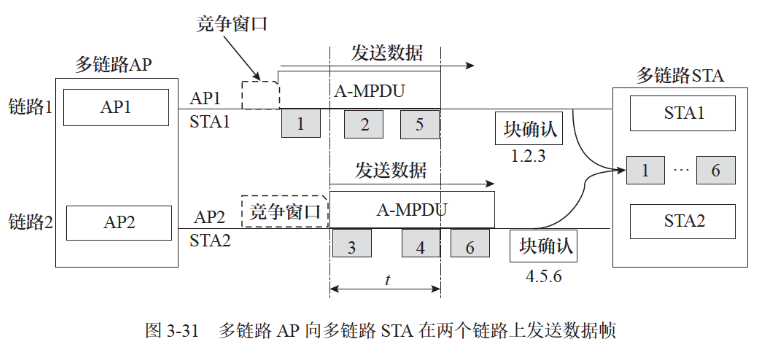 竞争窗口
发送数据
多链路AP
多链路STA
链路1
AP1
AP1
STA1
A-MPDU
STA1
1
2
5
块确认
1.2.3
发送数据
1
…
6
链路2
AP2
AP2
STA2
竞争窗口
A-MPDU
STA2
3
4
6
块确认
4.5.6
t
图 3-31 多链路 AP 向多链路 STA 在两个链路上发送数据帧